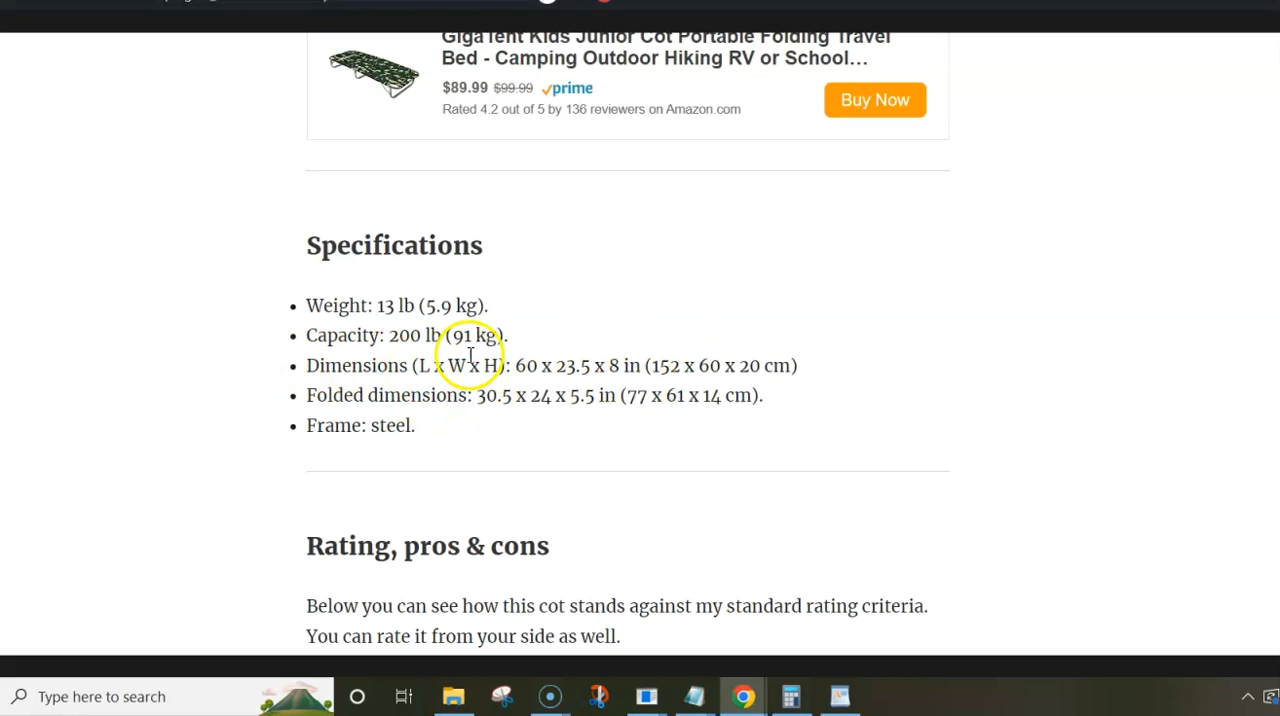 GigaTent Kids Junior Cot Portable Folding Travel
Bed - Camping Outdoor Hiking RV or School...
$89.99 $99.99 prime
Rated 4.2 out of 5 by 136 reviewers on Amazon.com
Buy Now
Specifications
Weight: 13 lb (5.9 kg).
Capacity: 200 lb (91 kg).
Dimensions (L x W x H): 60 x 23.5 x 8 in (152 x 60 x 20 cm)
Folded dimensions: 30.5 x 24 x 5.5 in (77 x 61 x 14 cm).
Frame: steel.
Rating, pros & cons
Below you can see how this cot stands against my standard rating criteria.
You can rate it from your side as well.
Type here to search